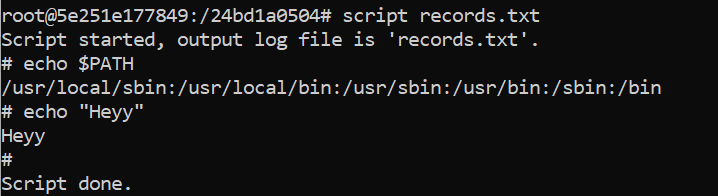 root@5e251e177849:/24bd1a0504# script records.txt
Script started, output log file is 'records.txt'.
# echo $PATH
/usr/local/sbin:/usr/local/bin:/usr/sbin:/usr/bin:/sbin:/bin
# echo "Heyy"
Heyy
#
Script done.